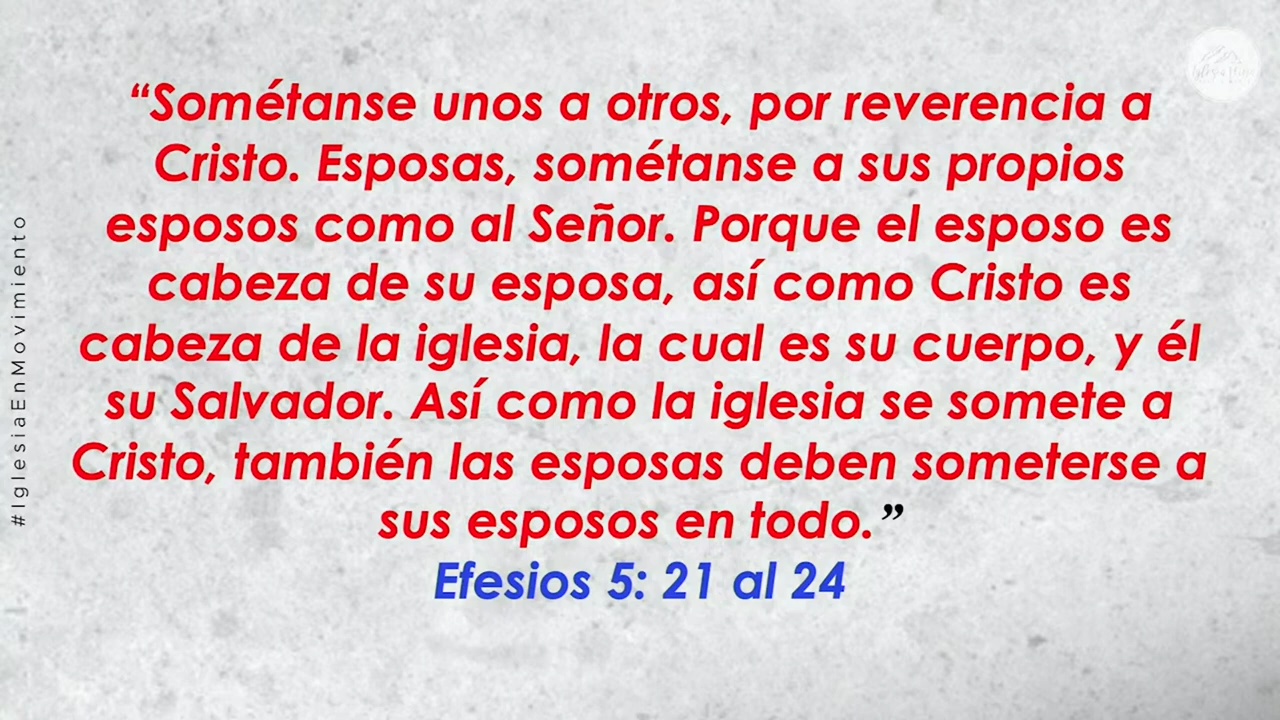 “Sométanse unos a otros, por reverencia a
Cristo. Esposas, sométanse a sus propios
esposos como al Señor. Porque el esposo es
cabeza de su esposa, así como Cristo es
cabeza de la iglesia, la cual es su cuerpo, y él
su Salvador. Así como la iglesia se somete a
Cristo, también las esposas deben someterse a
sus esposos en todo.”
Efesios 5: 21 al 24
#IglesiaEnMovimiento